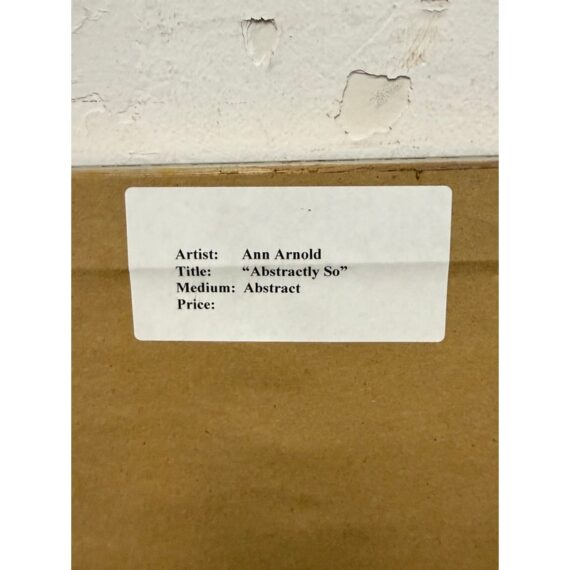 Artist: Ann Arnold
Title: “Abstractly So”
Medium: Abstract
Price: